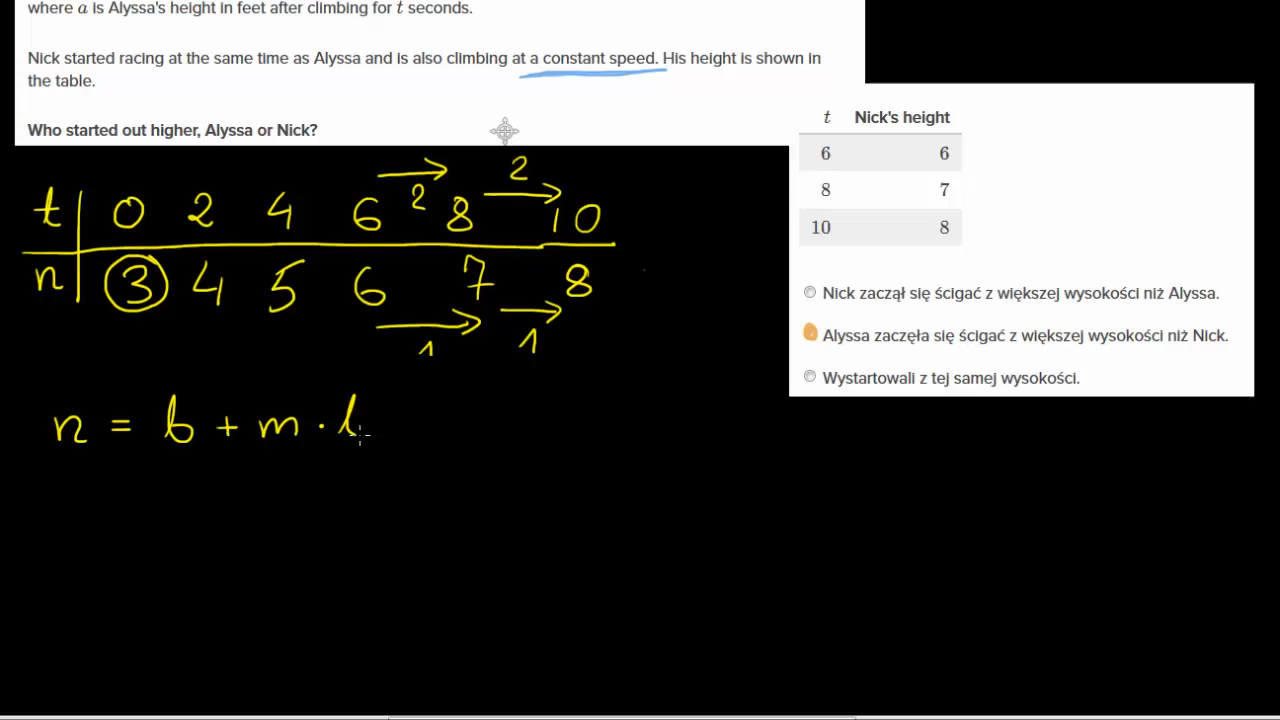 where a is Alyssa's height in feet after climbing for t seconds.
Nick started racing at the same time as Alyssa and is also climbing at a constant speed. His height is shown in
the table.
Who started out higher, Alyssa or Nick?
t Nick's height
6 6
8 7
10 8
Nick zaczął się ścigać z większej wysokości niż Alyssa.
Alyssa zaczęła się ścigać z większej wysokości niż Nick.
Wystartowali z tej samej wysokości.
2 2
t 0 2 4 6 8 10
n 3 4 5 6 7 8
1 1
n = b + m ·